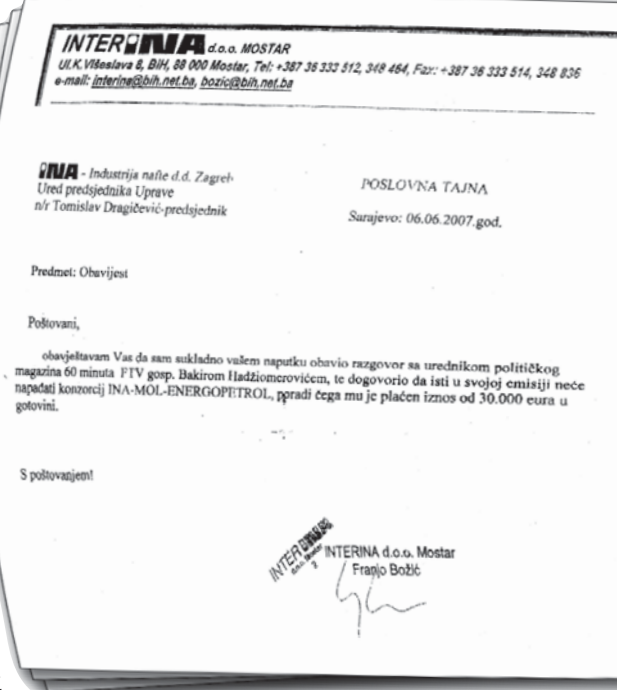 INTERINA d.o.o. MOSTAR
Ul.K.Višeslava 8, BiH, 88 000 Mostar, Tel: +387 36 333 512, 348 464, Fax: +387 36 333 514, 348 836
e-mail: interina@bih.net.ba, bozic@bih.net.ba
INA - Industrija nafte d.d. Zagreb
Ured predsjednika Uprave
n/r Tomislav Dragičević-predsjednik
POSLOVNA TAJNA
Sarajevo: 06.06.2007.god.
Predmet: Obavijest
Poštovani,
obavještavam Vas da sam sukladno vašem naputku obavio razgovor sa urednikom političkog
magazina 60 minuta FTV gosp. Bakirom Hadžiomerovićem, te dogovorio da isti u svojoj emisiji neće
napadati konzorcij INA-MOL-ENERGOPETROL, poradi čega mu je plaćen iznos od 30.000 eura u
gotovini.
S poštovanjem!
INTERINA
d.o.o. Mostar
2
INTERINA d.o.o. Mostar
Franjo Božić